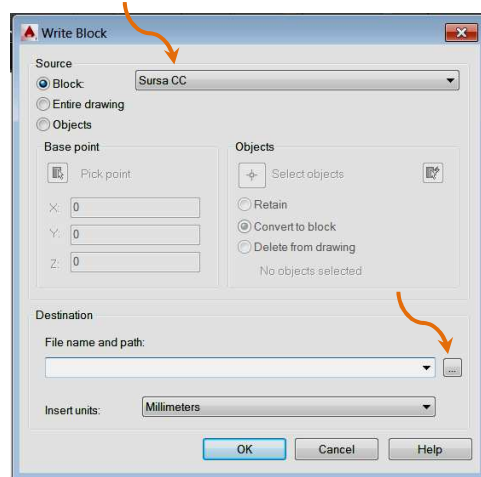 Write Block
Source
Block: Sursa CC
Entire drawing
Objects
Base point
Pick point
X: 0
Y: 0
Z: 0
Objects
Select objects
Retain
Convert to block
Delete from drawing
No objects selected
Destination
File name and path:
...
Insert units: Millimeters
OK Cancel Help